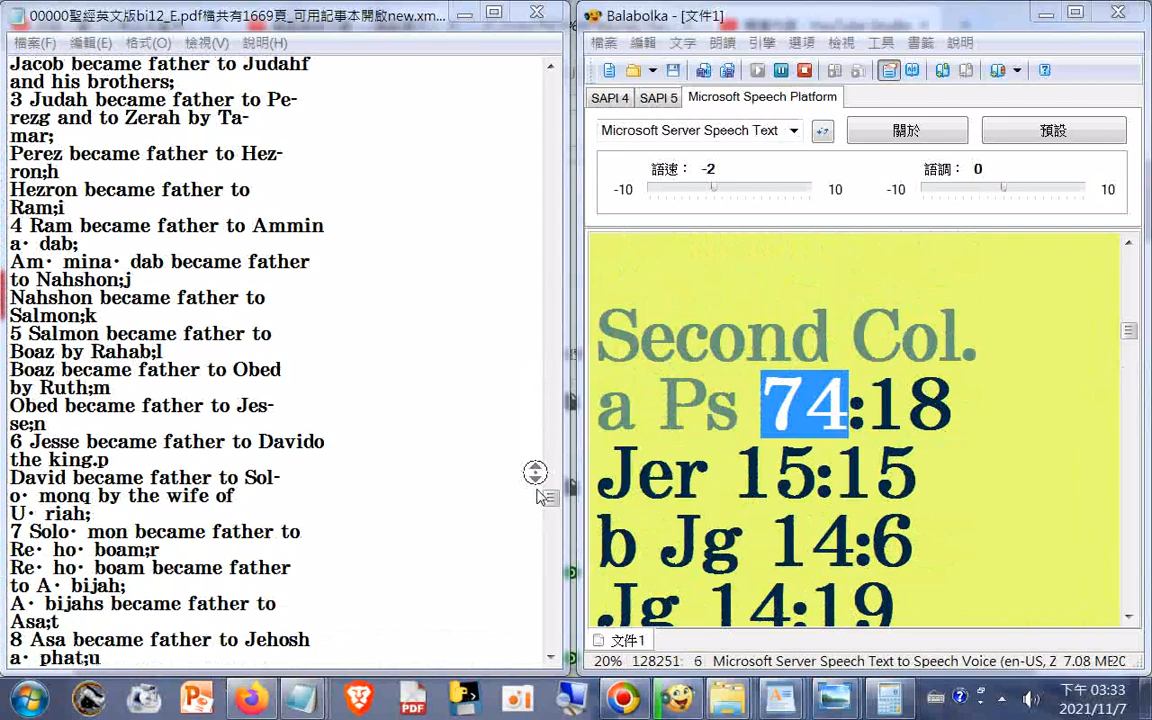 00000聖經英文版bi12_E.pdf檔共有1669頁_可用記事本開啟new.xm...
檔案(F) 編輯(E) 格式(O) 檢視(V) 說明(H)
Jacob became father to Judahf
and his brothers;
3 Judah became father to Pe-
rezg and to Zerah by Ta-
mar;
Perez became father to Hez-
ron;h
Hezron became father to
Ram;i
4 Ram became father to Ammin
a· dab;
Am· mina· dab became father
to Nahshon;j
Nahshon became father to
Salmon;k
5 Salmon became father to
Boaz by Rahab;l
Boaz became father to Obed
by Ruth;m
Obed became father to Jes-
se;n
6 Jesse became father to Davido
the king.p
David became father to Sol-
o· monq by the wife of
U· riah;
7 Solo· mon became father to
Re· ho· boam;r
Re· ho· boam became father
to A· bijah;
A· bijahs became father to
Asa;t
8 Asa became father to Jehosh
a· phat;u
Balabolka - [文件1]
檔案 編輯 文字 朗讀 引擎 選項 檢視 工具 書籤 說明
SAPI 4 SAPI 5 Microsoft Speech Platform
Microsoft Server Speech Text 關於 預設
語速: -2 語調: 0
-10 10 -10 10
Second Col.
a Ps 74:18
Jer 15:15
b Jg 14:6
Jg 14:19
文件1
20% 128251: 6 Microsoft Server Speech Text to Speech Voice (en-US, Z 7.08 ME20
PDF
下午 03:33
2021/11/7